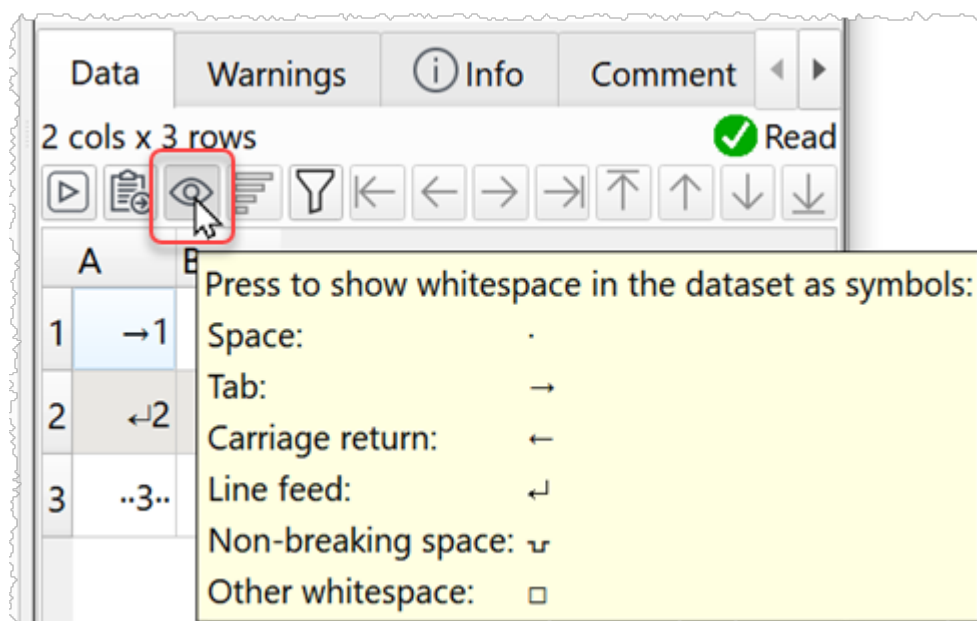 Data Warnings Info Comment
2 cols x 3 rows Read
A B
Press to show whitespace in the dataset as symbols:
1 →1
Space: ·
Tab: →
2 ↵2
Carriage return: ←
Line feed: ↵
3 ··3··
Non-breaking space: ⍽
Other whitespace: □